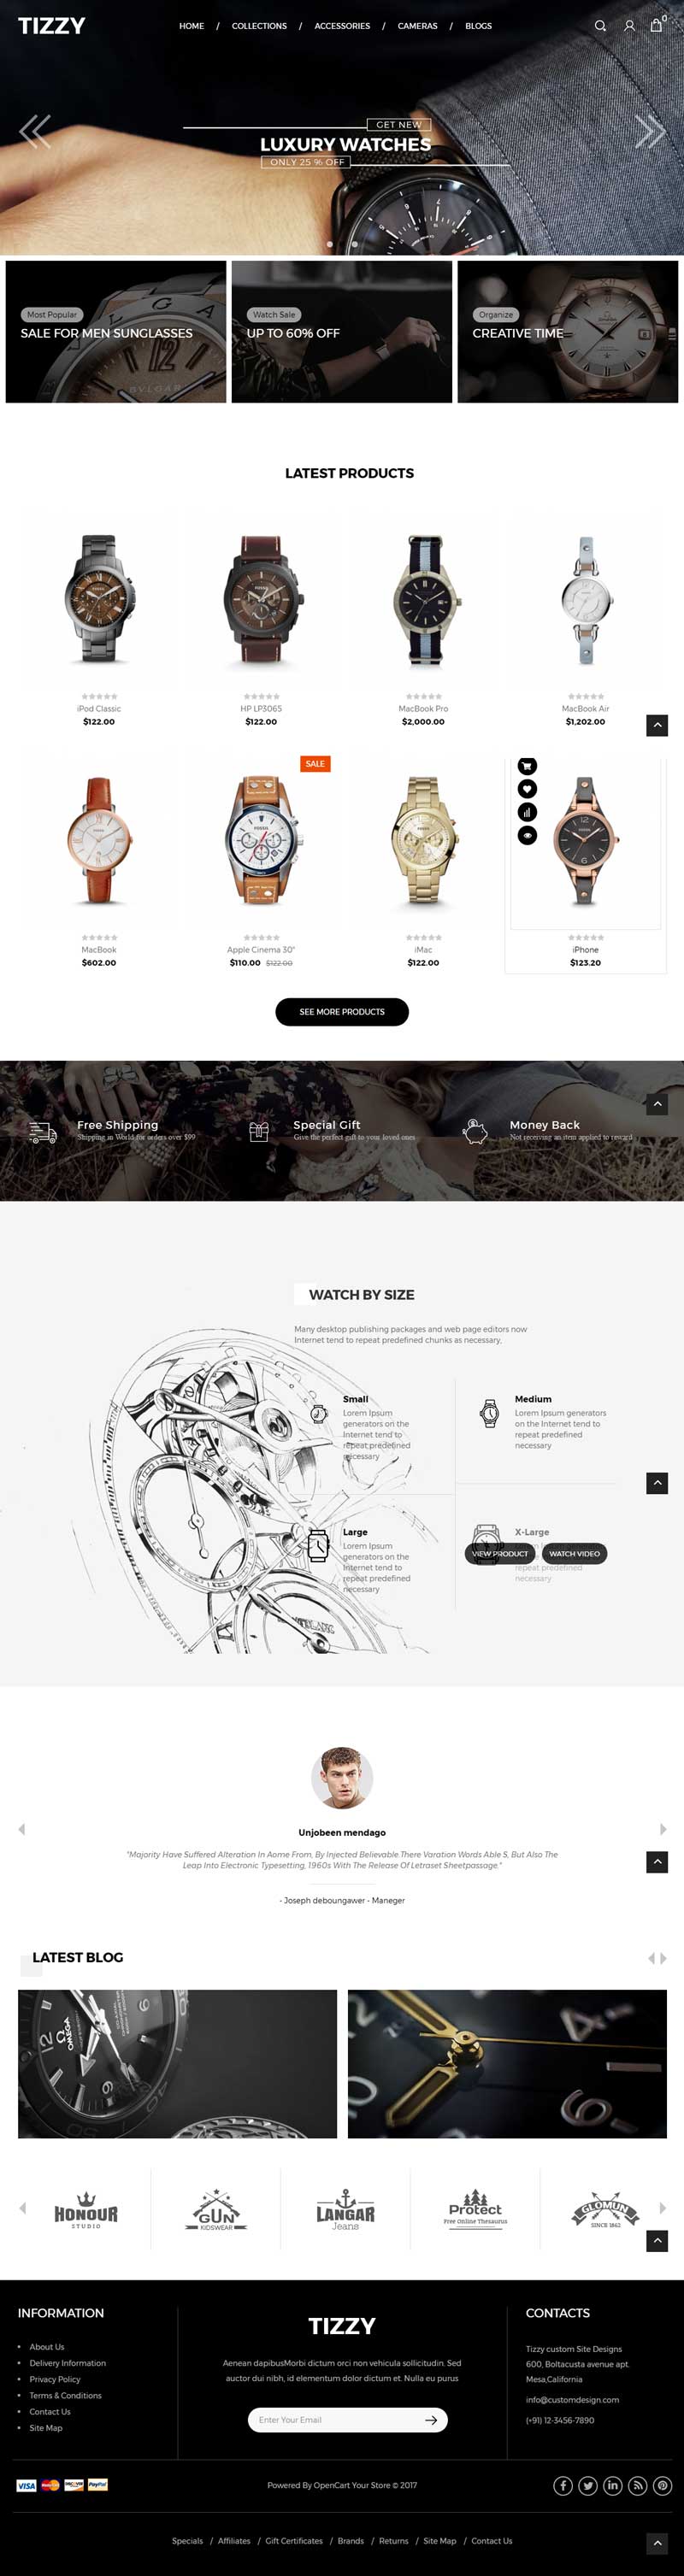 TIZZY
HOME / COLLECTIONS / ACCESSORIES / CAMERAS / BLOGS
0
GET NEW
LUXURY WATCHES
ONLY 25 % OFF
Most Popular
SALE FOR MEN SUNGLASSES
BVLGARI
Watch Sale
UP TO 60% OFF
Organize
CREATIVE TIME
LATEST PRODUCTS
iPod Classic
$122.00
HP LP3065
$122.00
MacBook Pro
$2,000.00
MacBook Air
$1,202.00
MacBook
$602.00
SALE
Apple Cinema 30"
$110.00 $122.00
iMac
$122.00
iPhone
$123.20
SEE MORE PRODUCTS
Free Shipping
Shipping in World for orders over $99
Special Gift
Give the perfect gift to your loved ones
Money Back
Not receiving an item applied to reward
WATCH BY SIZE
Many desktop publishing packages and web page editors now
Internet tend to repeat predefined chunks as necessary,
Small
Lorem Ipsum
generators on the
Internet tend to
repeat predefined
necessary
Medium
Lorem Ipsum generators
on the Internet tend to
repeat predefined
necessary
Large
Lorem Ipsum
generators on the
Internet tend to
repeat predefined
necessary
X-Large
VIEW PRODUCT
WATCH VIDEO
repeat predefined
necessary
Unjobeen mendago
"Majority Have Suffered Alteration In Aome From, By Injected Believable There Varation Words Able S, But Also The
Leap Into Electronic Typesetting, 1960s With The Release Of Letraset Sheetpassage."
- Joseph deboungawer - Maneger
LATEST BLOG
OMEGA
HONOUR
STUDIO
GUN
KIDSWEAR
LANGAR
Jeans
Protect
Free Online Thesaurus
GLOMUN
SINCE 1842
INFORMATION
About Us
Delivery Information
Privacy Policy
Terms & Conditions
Contact Us
Site Map
TIZZY
Aenean dapibusMorbi dictum orci non vehicula sollicitudin. Sed
auctor dui nibh, id elementum dolor dictum et. Nulla eu purus
Enter Your Email
CONTACTS
Tizzy custom Site Designs
600, Boltacusta avenue apt.
Mesa,California
info@customdesign.com
(+91) 12-3456-7890
VISA
PayPal
Powered By OpenCart Your Store © 2017
Specials / Affiliates / Gift Certificates / Brands / Returns / Site Map / Contact Us